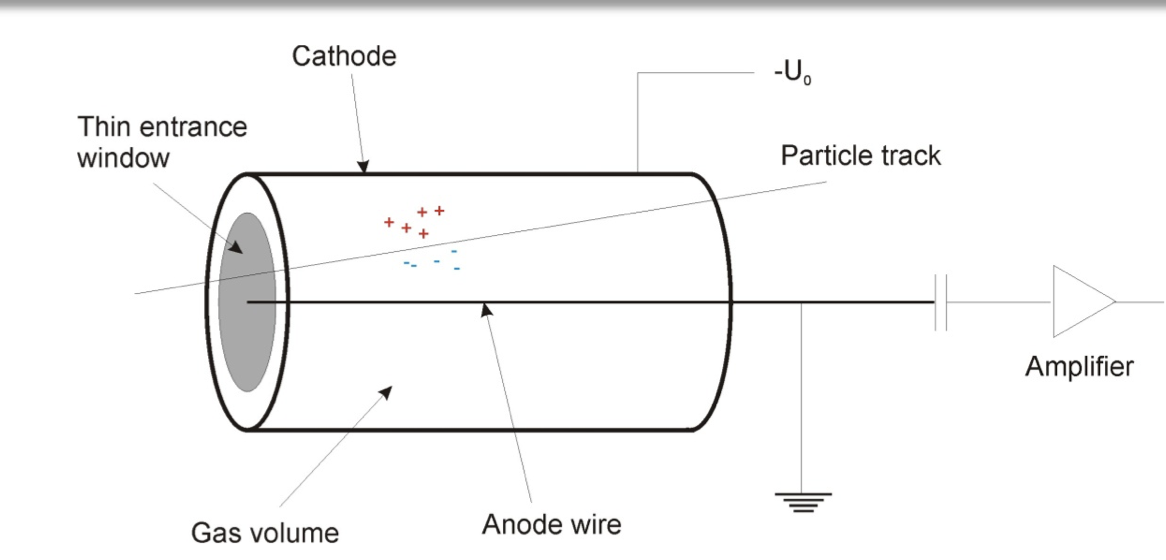 Cathode
-U₀
Thin entrance
window
Particle track
+ + + + +
- - - - -
Amplifier
Gas volume
Anode wire